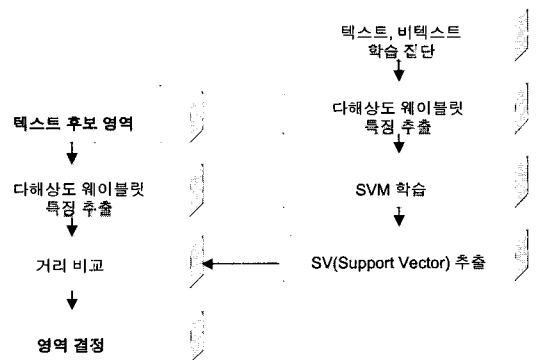 텍스트, 비텍스트
학습 집단
다해상도 웨이블릿
특징 추출
SVM 학습
SV(Support Vector) 추출
텍스트 후보 영역
다해상도 웨이블릿
특징 추출
거리 비교
영역 결정